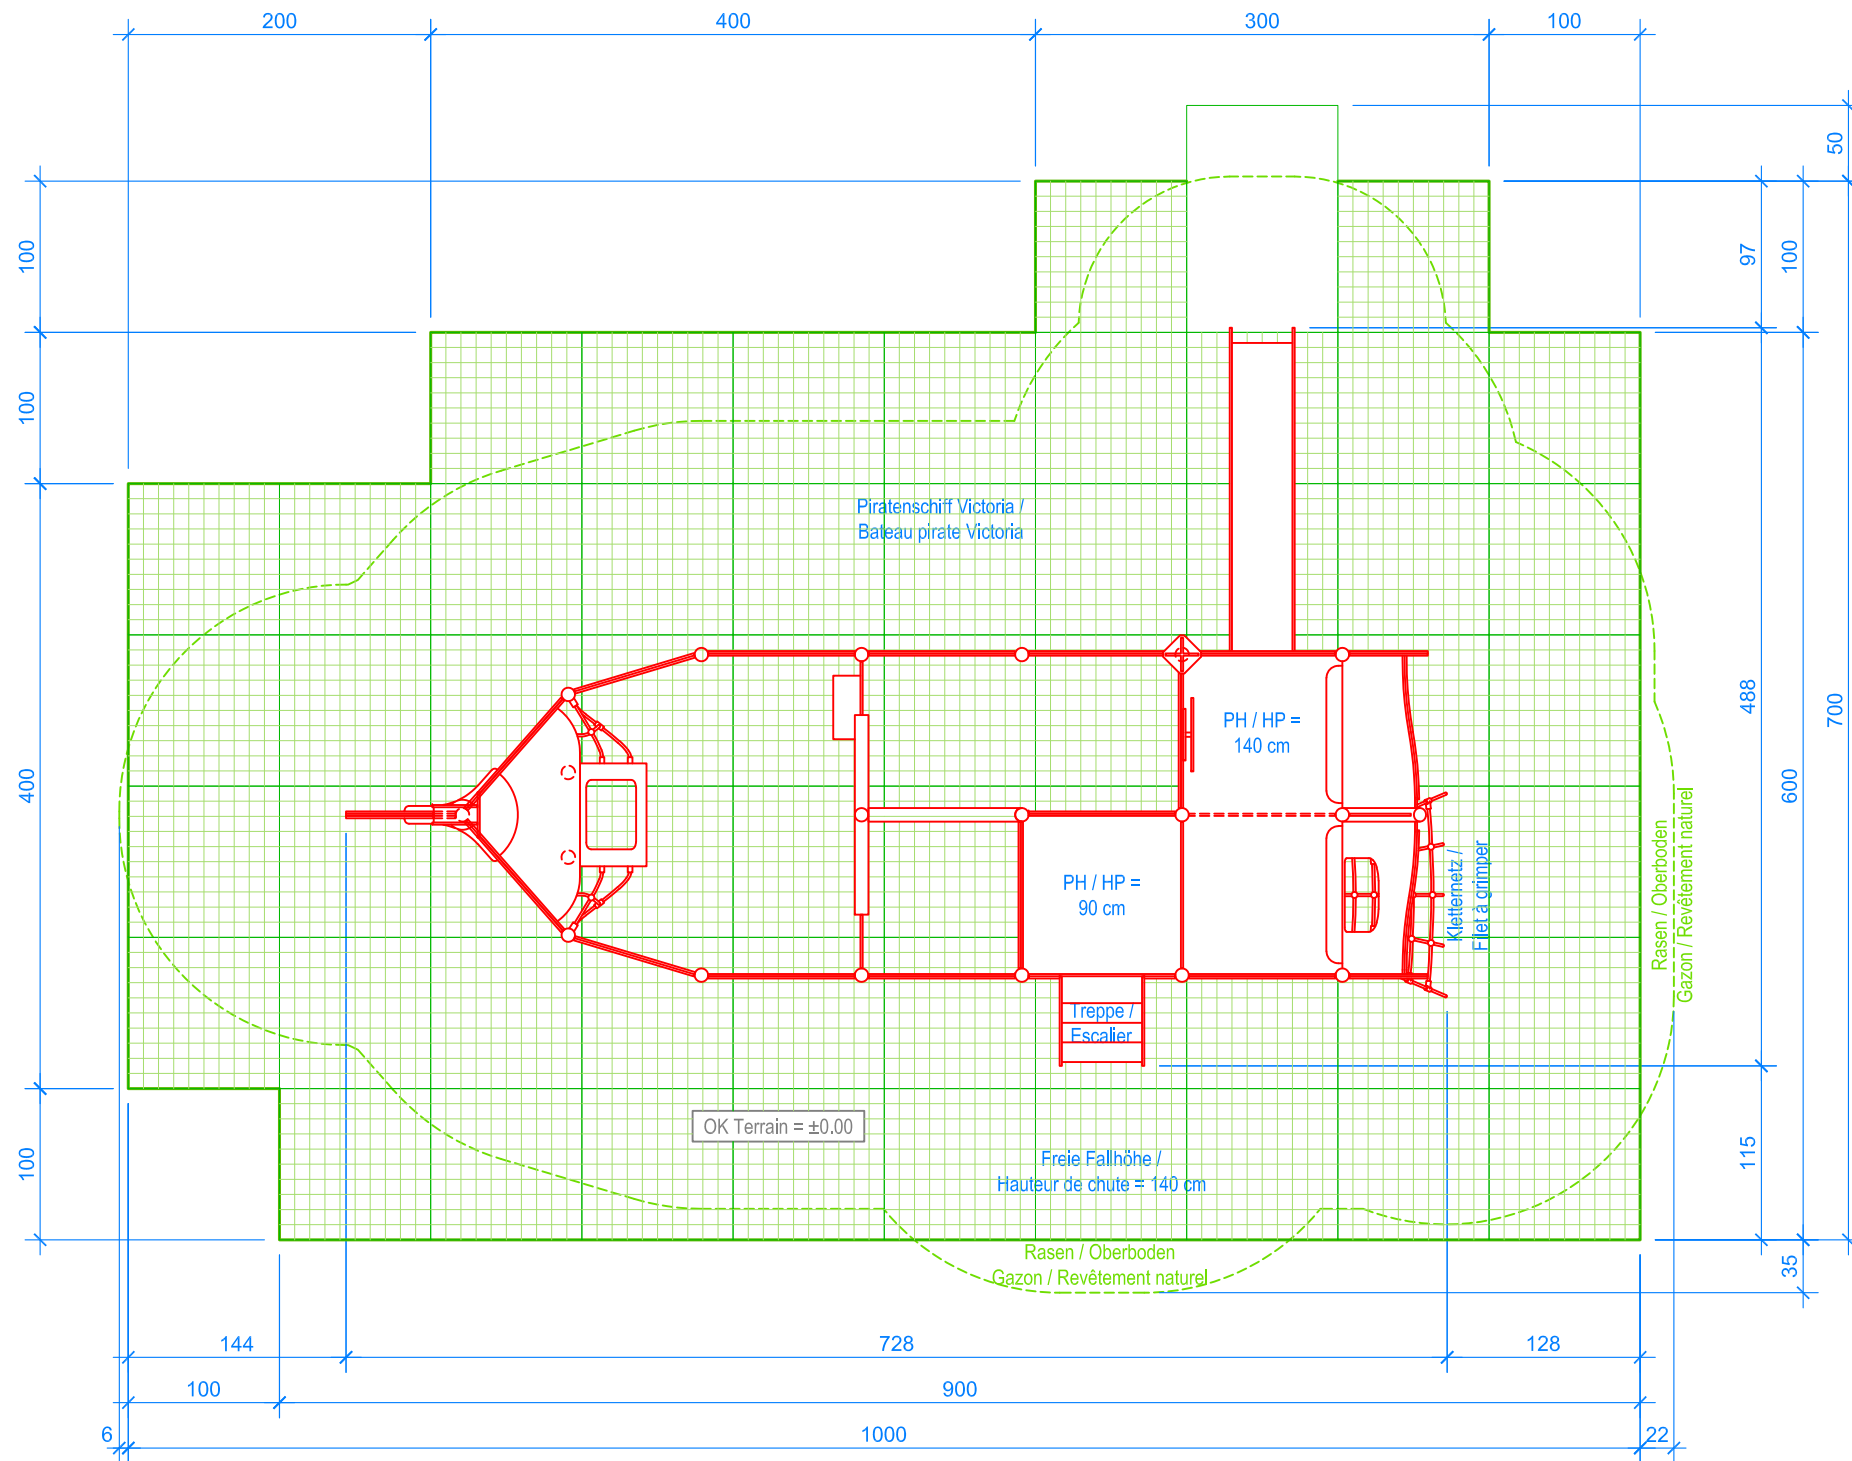 200
400
300
100
50
100
97
100
Piratenschiff Victoria /
Bateau pirate Victoria
100
488
700
PH / HP =
140 cm
400
600
PH / HP =
90 cm
Kletternetz /
Filet à grimper
Rasen / Oberboden
Gazon / Revêtement naturel
Treppe /
Escalier
OK Terrain = ±0.00
Freie Fallhöhe /
Hauteur de chute = 140 cm
100
115
Rasen / Oberboden
Gazon / Revêtement naturel
35
144
728
128
100
900
6
1000
22